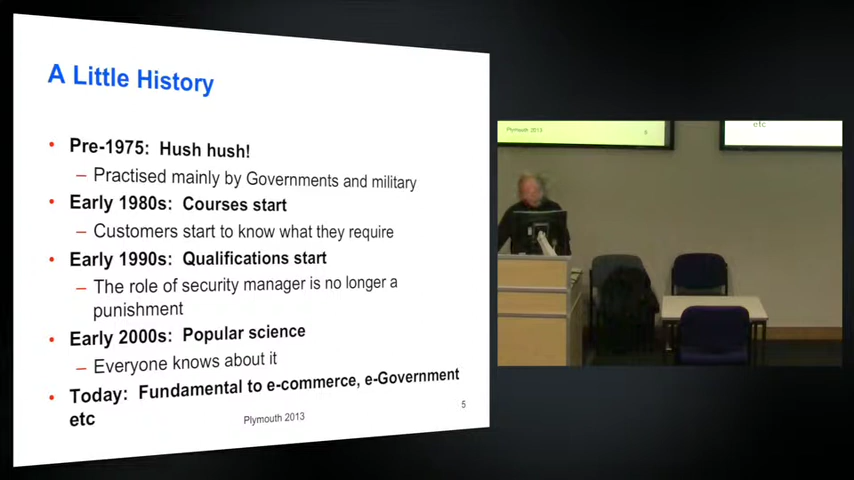 A Little History
• Pre-1975: Hush hush!
– Practised mainly by Governments and military
• Early 1980s: Courses start
– Customers start to know what they require
• Early 1990s: Qualifications start
– The role of security manager is no longer a
punishment
• Early 2000s: Popular science
– Everyone knows about it
• Today: Fundamental to e-commerce, e-Government
etc
Plymouth 2013
5
Plymouth 2013
etc